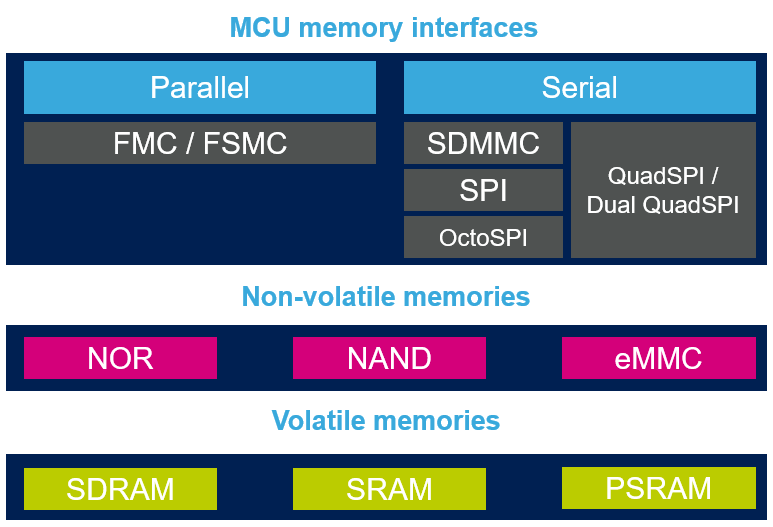 MCU memory interfaces
Parallel
Serial
FMC / FSMC
SDMMC
SPI
OctoSPI
QuadSPI /
Dual QuadSPI
Non-volatile memories
NOR
NAND
eMMC
Volatile memories
SDRAM
SRAM
PSRAM